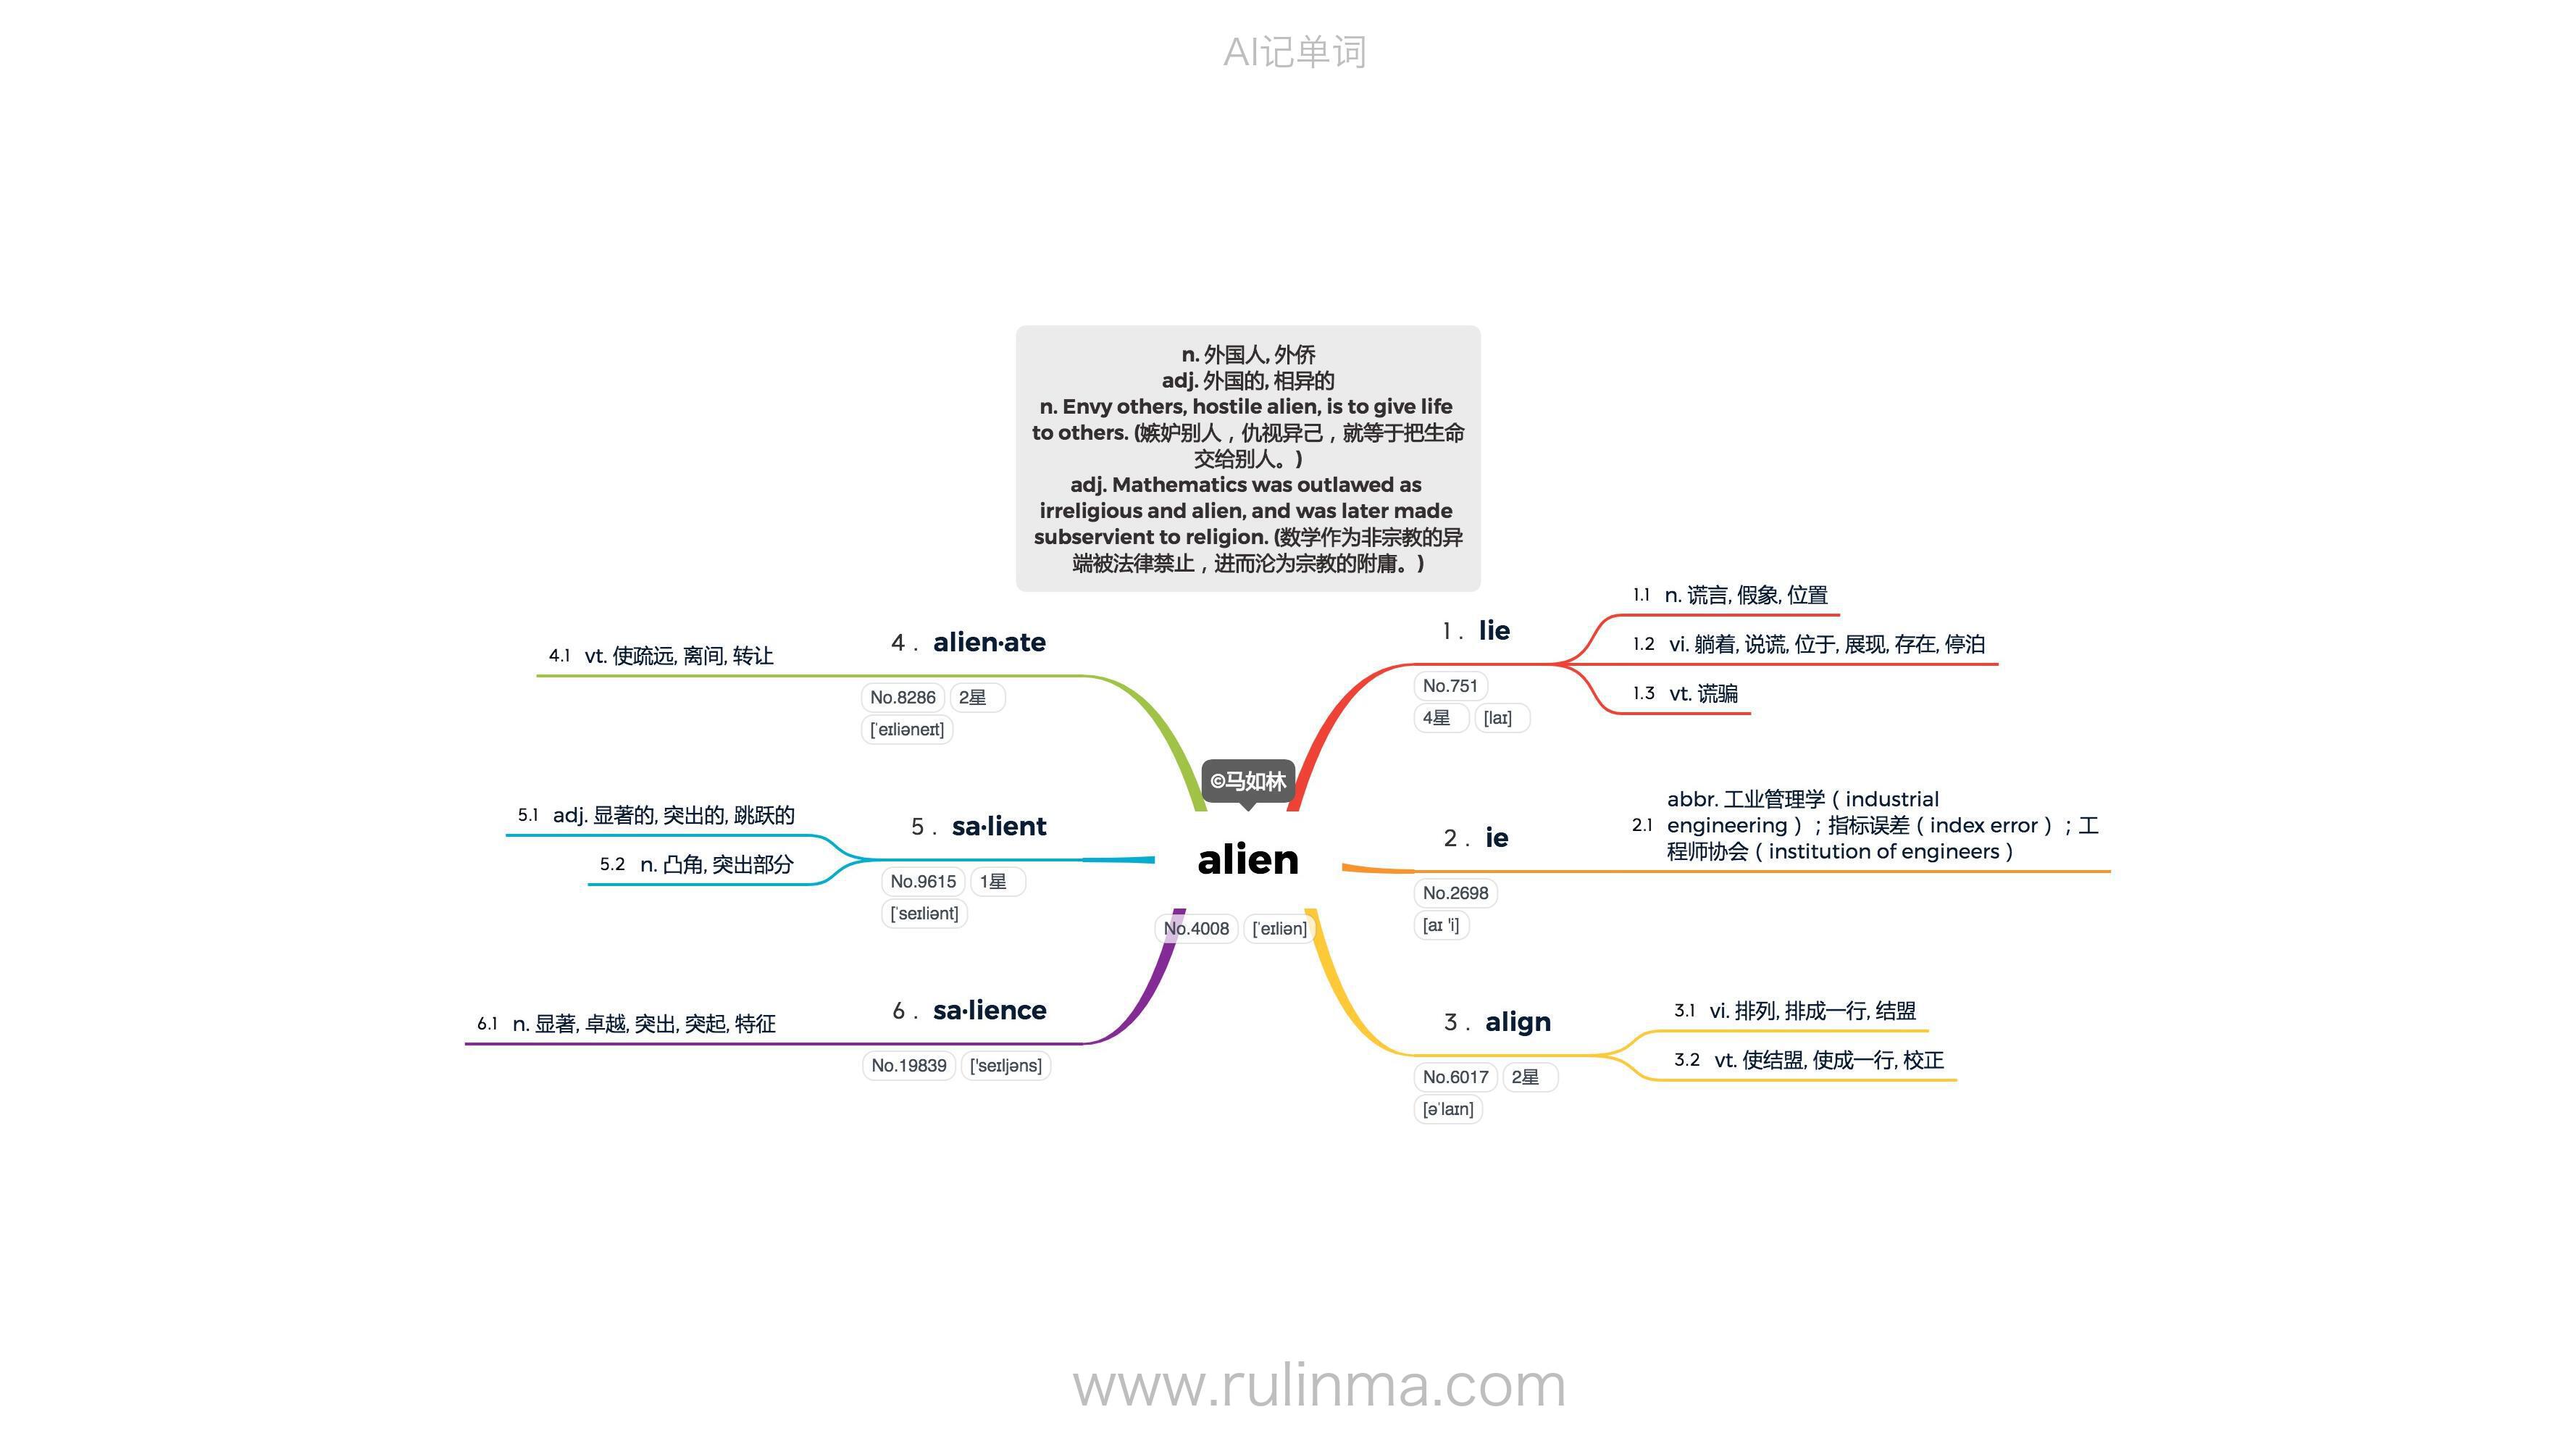 AI记单词
n. 外国人, 外侨
adj. 外国的, 相异的
n. Envy others, hostile alien, is to give life
to others. (嫉妒别人，仇视异己，就等于把生命
交给别人。)
adj. Mathematics was outlawed as
irreligious and alien, and was later made
subservient to religion. (数学作为非宗教的异
端被法律禁止，进而沦为宗教的附庸。)
©马如林
alien
No.4008 [ˈeɪliən]
1. lie
No.751
4星 [laɪ]
1.1 n. 谎言, 假象, 位置
1.2 vi. 躺着, 说谎, 位于, 展现, 存在, 停泊
1.3 vt. 谎骗
2. ie
No.2698
[aɪ 'i]
2.1 abbr. 工业管理学（industrial
engineering）；指标误差（index error）；工
程师协会（institution of engineers）
3. align
No.6017 2星
[əˈlaɪn]
3.1 vi. 排列, 排成一行, 结盟
3.2 vt. 使结盟, 使成一行, 校正
4. alien·ate
No.8286 2星
[ˈeɪliəneɪt]
4.1 vt. 使疏远, 离间, 转让
5. sa·lient
No.9615 1星
[ˈseɪliənt]
5.1 adj. 显著的, 突出的, 跳跃的
5.2 n. 凸角, 突出部分
6. sa·lience
No.19839 ['seɪljəns]
6.1 n. 显著, 卓越, 突出, 突起, 特征
www.rulinma.com